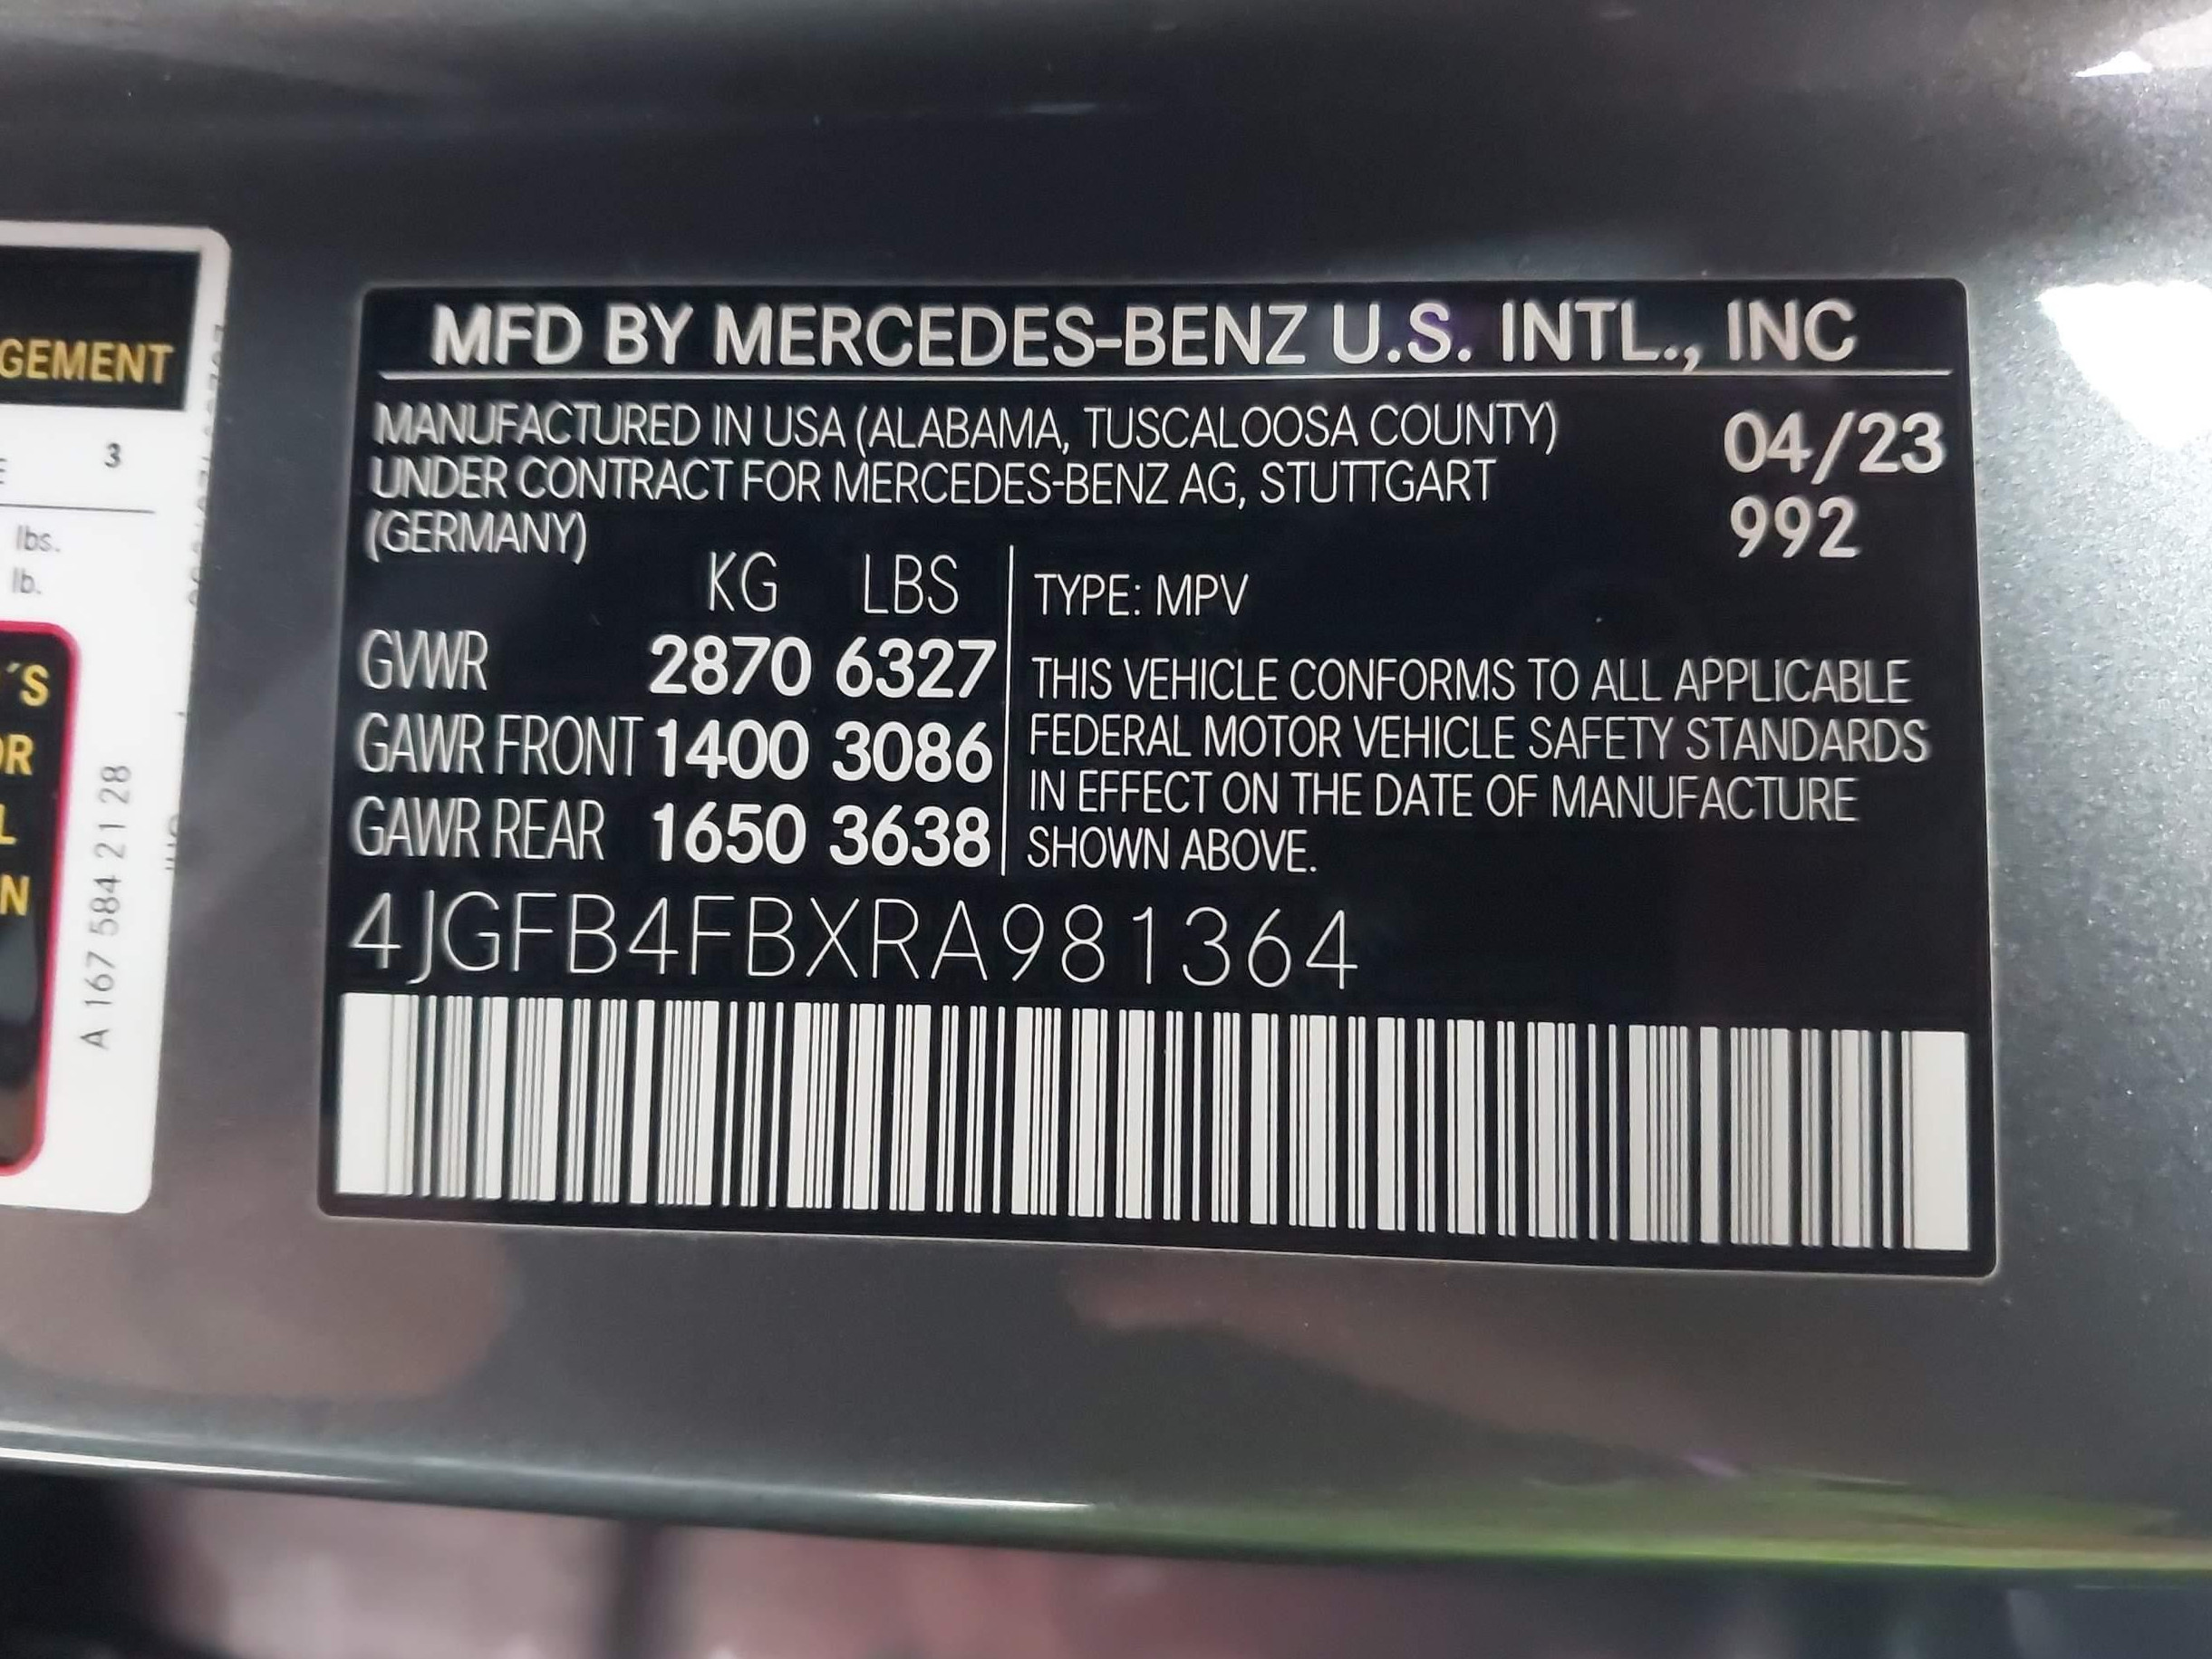 GEMENT
3
lbs.
lb.
´S
OR
L
N
A 167 584 21 28
MFD BY MERCEDES-BENZ U.S. INTL., INC
MANUFACTURED IN USA (ALABAMA, TUSCALOOSA COUNTY)
UNDER CONTRACT FOR MERCEDES-BENZ AG, STUTTGART
(GERMANY)
04/23
992
KG LBS
GVWR 2870 6327
GAWR FRONT 1400 3086
GAWR REAR 1650 3638
TYPE: MPV
THIS VEHICLE CONFORMS TO ALL APPLICABLE
FEDERAL MOTOR VEHICLE SAFETY STANDARDS
IN EFFECT ON THE DATE OF MANUFACTURE
SHOWN ABOVE.
4JGFB4FBXRA981364